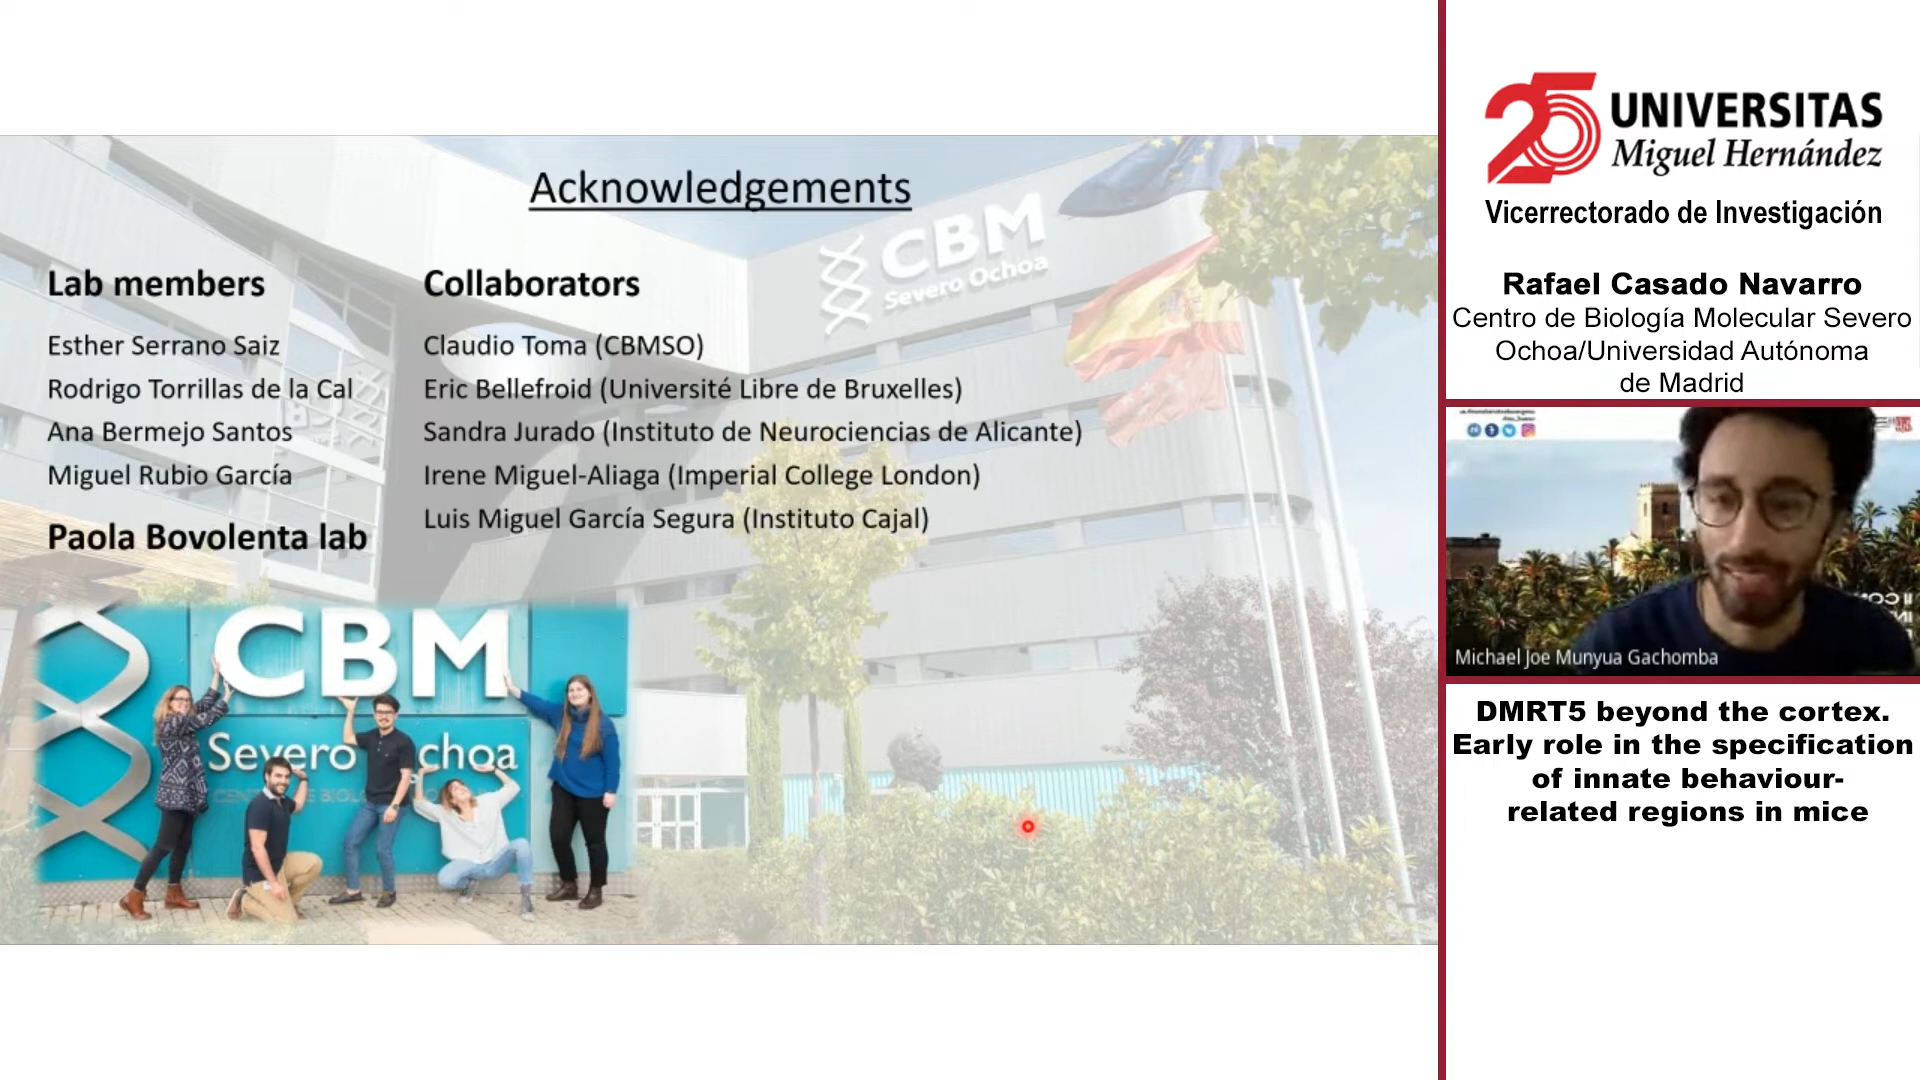 Acknowledgements
CBM
Severo Ochoa
Lab members
Esther Serrano Saiz
Rodrigo Torrillas de la Cal
Ana Bermejo Santos
Miguel Rubio García
Paola Bovolenta lab
Collaborators
Claudio Toma (CBMSO)
Eric Bellefroid (Université Libre de Bruxelles)
Sandra Jurado (Instituto de Neurociencias de Alicante)
Irene Miguel-Aliaga (Imperial College London)
Luis Miguel García Segura (Instituto Cajal)
CBM
Severo choa
25 UNIVERSITAS
Miguel Hernández
Vicerrectorado de Investigación
Rafael Casado Navarro
Centro de Biología Molecular Severo
Ochoa/Universidad Autónoma
de Madrid
Michael Joe Munyua Gachomba
DMRT5 beyond the cortex.
Early role in the specification
of innate behaviour-
related regions in mice